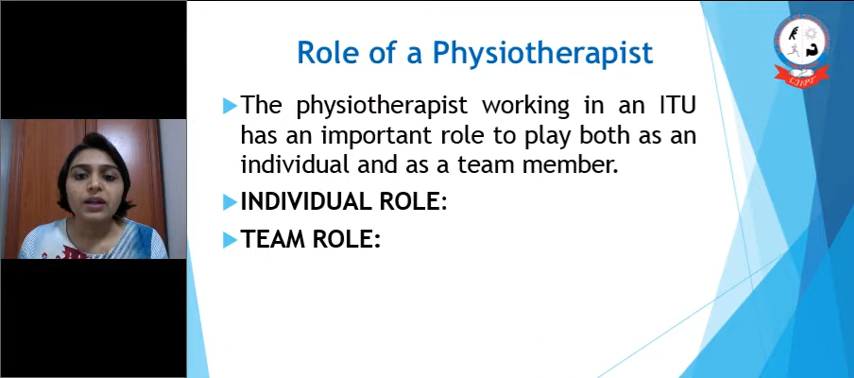 Role of a Physiotherapist
The physiotherapist working in an ITU
has an important role to play both as an
individual and as a team member.
INDIVIDUAL ROLE:
TEAM ROLE: